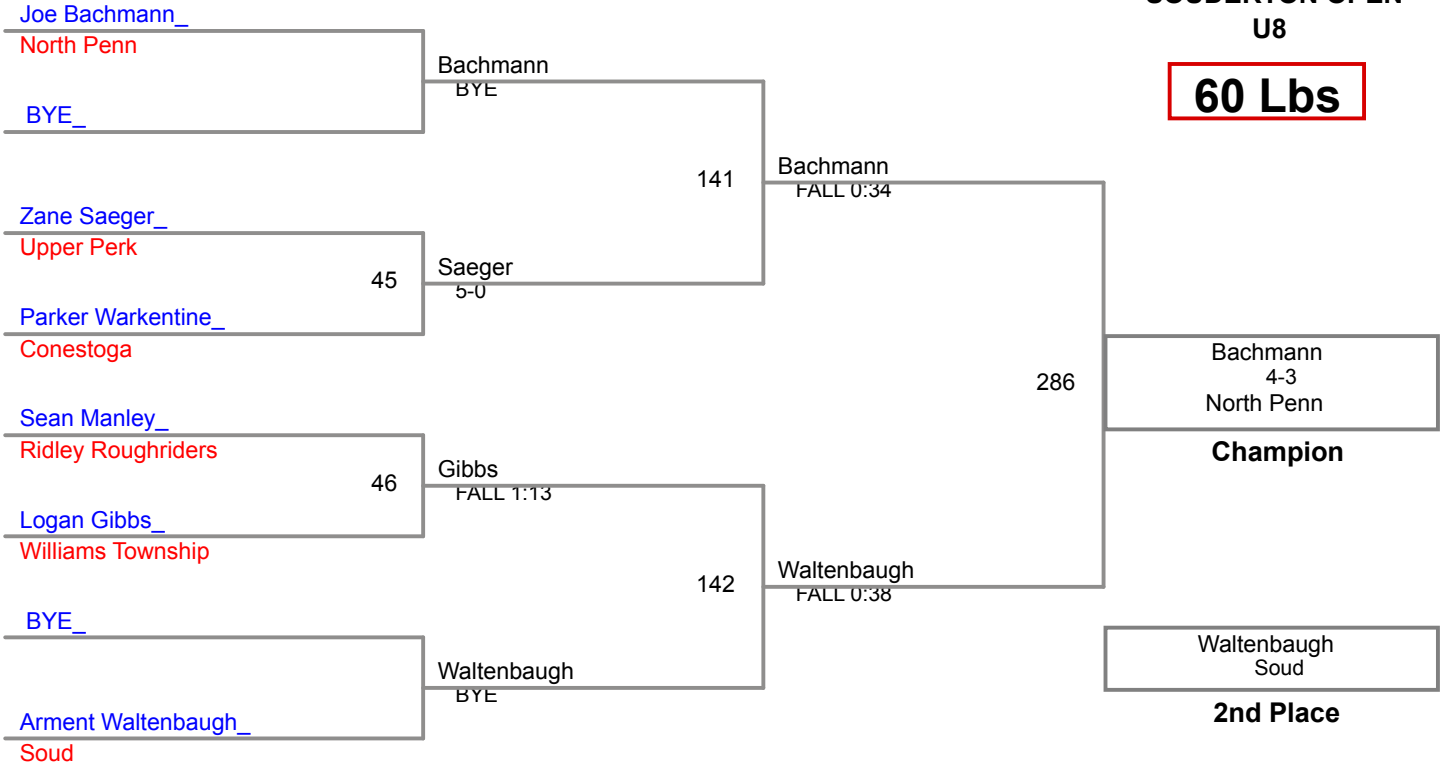 Joe Bachmann_
North Penn
BYE_
Zane Saeger_
Upper Perk
Parker Warkentine_
Conestoga
Sean Manley_
Ridley Roughriders
Logan Gibbs_
Williams Township
BYE_
Arment Waltenbaugh_
Soud
45
46
Bachmann
BYE
Saeger
5-0
Gibbs
FALL 1:13
Waltenbaugh
BYE
141
142
Bachmann
FALL 0:34
Waltenbaugh
FALL 0:38
286
SOUDERTON OPEN
U8
60 Lbs
Bachmann
4-3
North Penn
Champion
Waltenbaugh
Soud
2nd Place